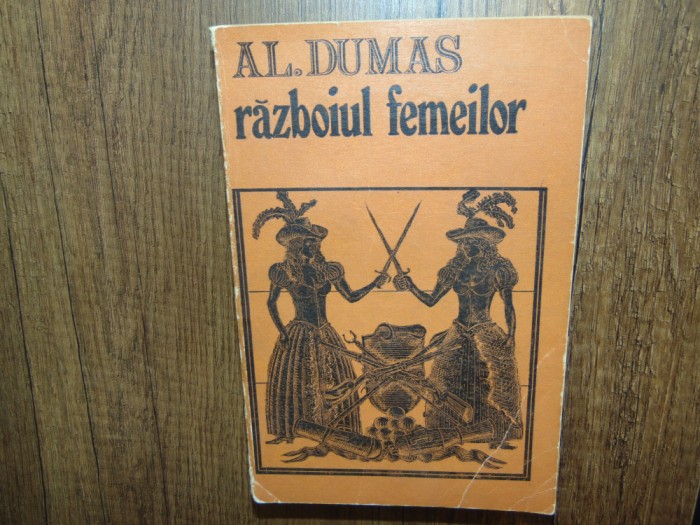 AL. DUMAS
războiul femeilor